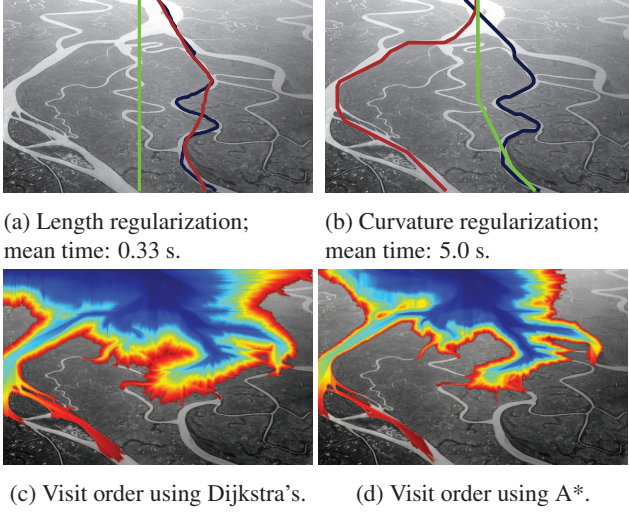 (a) Length regularization;
mean time: 0.33 s.
(b) Curvature regularization;
mean time: 5.0 s.
(c) Visit order using Dijkstra's.
(d) Visit order using A*.